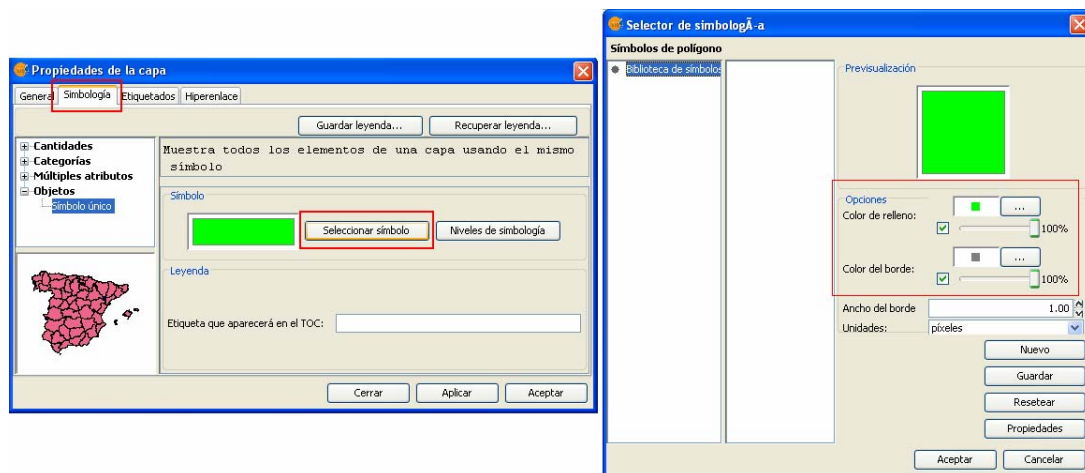 Propiedades de la capa
General Simbología Etiquetados Hiperenlace
Guardar leyenda... Recuperar leyenda...
Cantidades
Categorías
Múltiples atributos
Objetos
Símbolo único
Muestra todos los elementos de una capa usando el mismo
símbolo
Símbolo
Seleccionar símbolo Niveles de simbología
Leyenda
Etiqueta que aparecerá en el TOC:
Cerrar Aplicar Aceptar
Selector de simbologÃ-a
Símbolos de polígono
Biblioteca de símbolos
Previsualización
Opciones
Color de relleno: ...
100%
Color del borde: ...
100%
Ancho del borde 1.00
Unidades: píxeles
Nuevo
Guardar
Resetear
Propiedades
Aceptar Cancelar